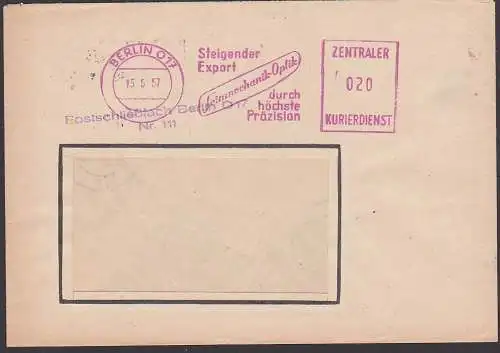 BERLIN O 17
15.5.57
Steigender
Export
Feinmechanik-Optik
durch
höchste
Präzision
ZENTRALER
020
KURIERDIENST
Postschließfach Berlin O 17
Nr. 111